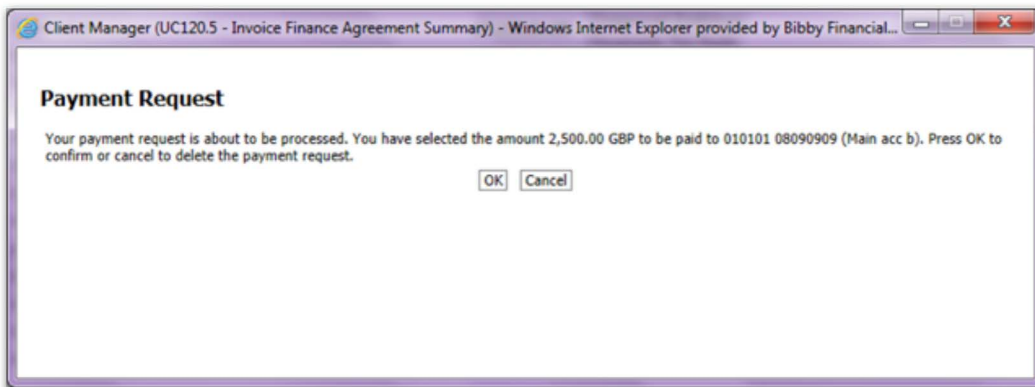 Client Manager (UC120.5 - Invoice Finance Agreement Summary) - Windows Internet Explorer provided by Bibby Financial...
Payment Request
Your payment request is about to be processed. You have selected the amount 2,500.00 GBP to be paid to 010101 08090909 (Main acc b). Press OK to
confirm or cancel to delete the payment request.
OK Cancel